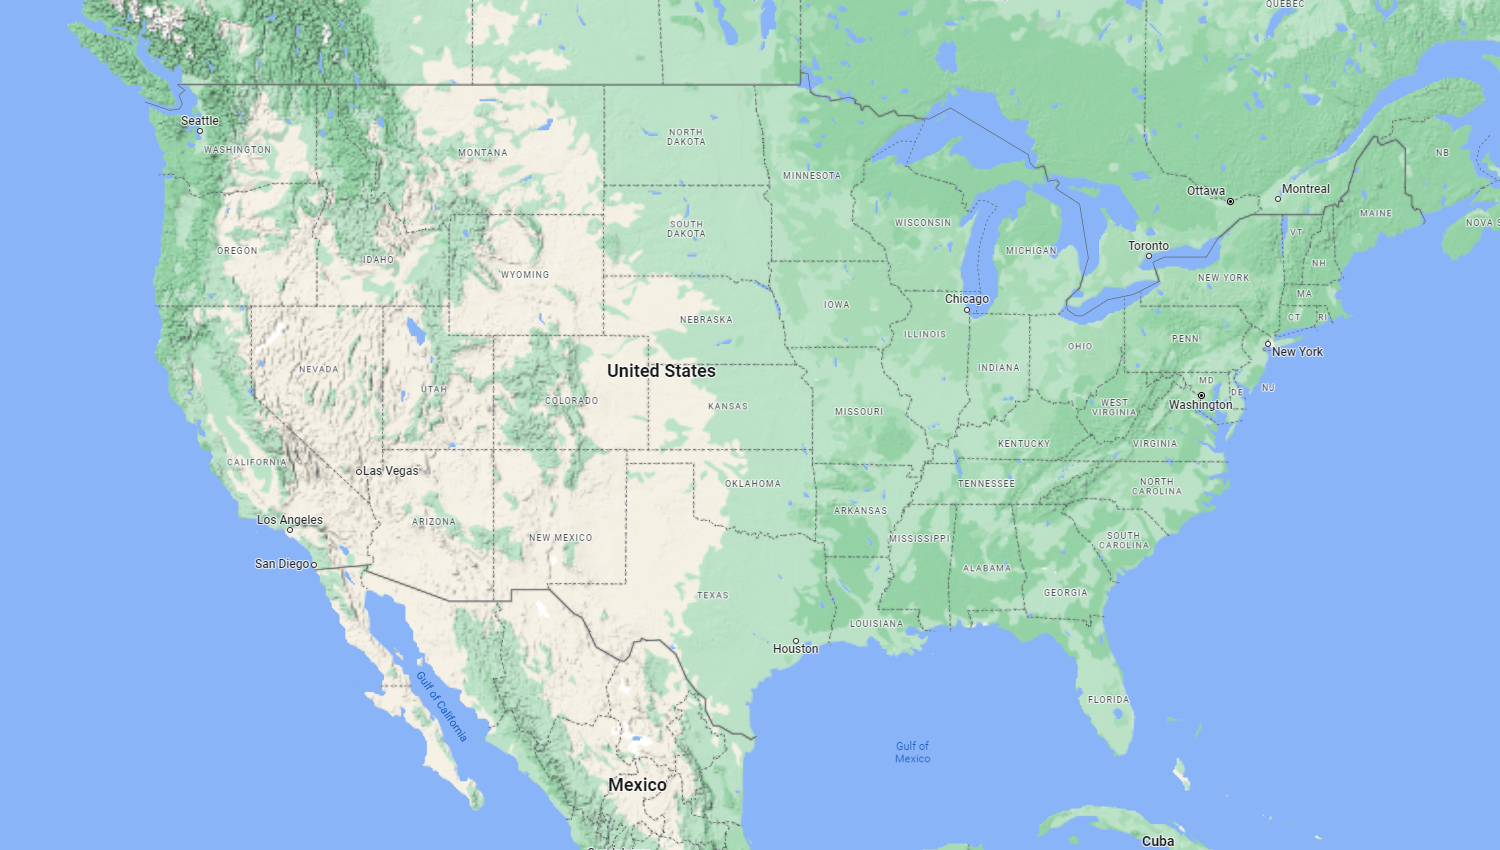 QUEBEC
Seattle
WASHINGTON
MONTANA
NORTH
DAKOTA
MINNESOTA
NB
Ottawa
Montreal
MAINE
NOVA S
SOUTH
DAKOTA
WISCONSIN
MICHIGAN
Toronto
VT
OREGON
IDAHO
WYOMING
NEW YORK
NH
MA
IOWA
Chicago
CT
RI
NEBRASKA
ILLINOIS
OHIO
PENN
New York
NEVADA
United States
INDIANA
UTAH
COLORADO
KANSAS
MISSOURI
WEST
VIRGINIA
MD
DE
NJ
Washington
KENTUCKY
VIRGINIA
CALIFORNIA
Las Vegas
OKLAHOMA
TENNESSEE
NORTH
CAROLINA
Los Angeles
ARIZONA
NEW MEXICO
ARKANSAS
MISSISSIPPI
SOUTH
CAROLINA
San Diego
ALABAMA
GEORGIA
TEXAS
LOUISIANA
Houston
Gulf of California
FLORIDA
Gulf of
Mexico
Mexico
Cuba